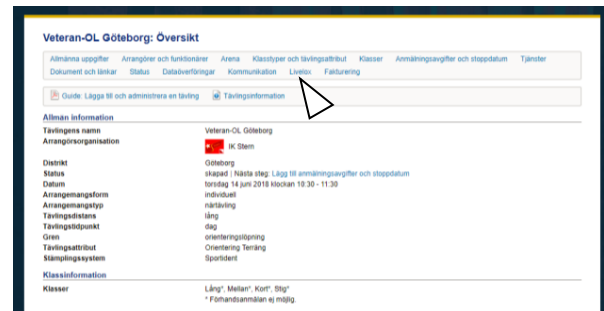 Veteran-OL Göteborg: Översikt
Allmänna uppgifter Arrangörer och funktionärer Arena Klasstyper och tävlingsattribut Klasser Anmälningsavgifter och stoppdatum Tjänster
Dokument och länkar Status Dataöverföringar Kommunikation Livelox Fakturering
Guide: Lägga till och administrera en tävling Tävlingsinformation
Allmän information
Tävlingens namn Veteran-OL Göteborg
Arrangörsorganisation IK Stern
Distrikt Göteborg
Status skapad | Nästa steg: Lägg till anmälningsavgifter och stoppdatum
Datum torsdag 14 juni 2018 klockan 10:30 - 11:30
Arrangemangsform individuell
Arrangemangstyp närtävling
Tävlingsdistans lång
Tävlingstidpunkt dag
Gren orienteringslöpning
Tävlingsattribut Orientering Terräng
Stämplingssystem Sportident
Klassinformation
Klasser Lång*, Mellan*, Kort*, Stig*
* Förhandsanmälan ej möjlig.